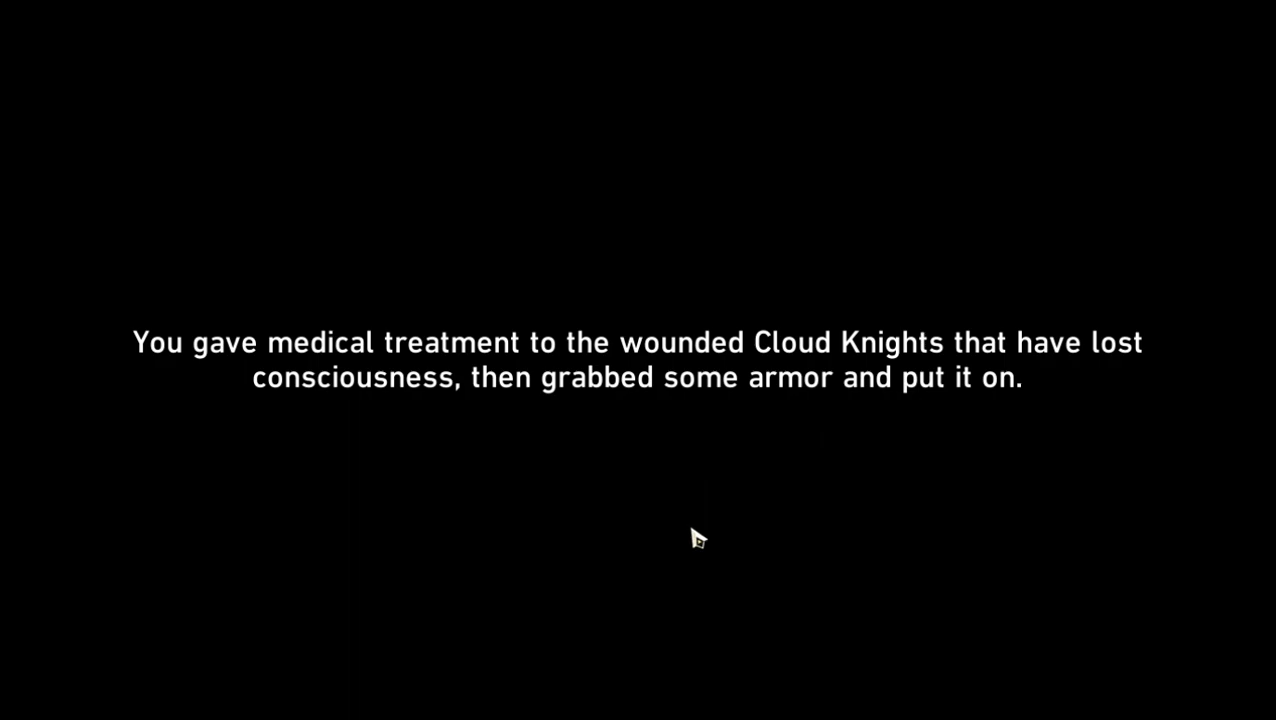 You gave medical treatment to the wounded Cloud Knights that have lost
consciousness, then grabbed some armor and put it on.